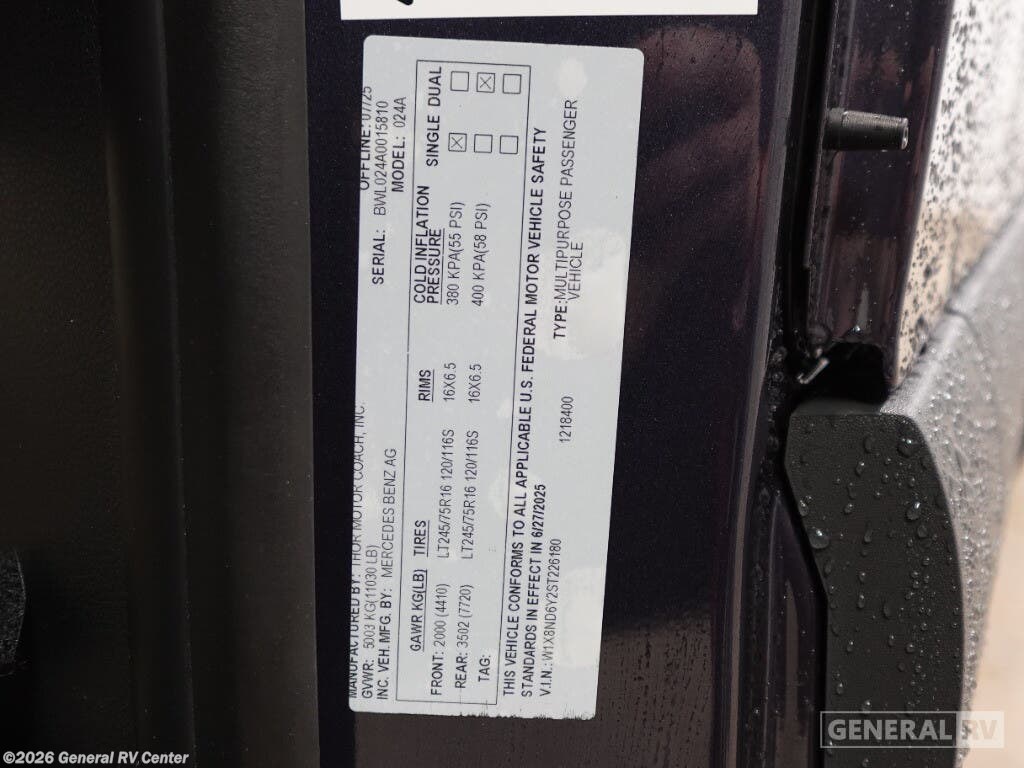 MANUFACTURED BY: THOR MOTOR COACH, INC. OFFLINE: 07/25
GVWR: 5003 KG(11030 LB) SERIAL: BWL024A0015810
INC. VEH. MFG. BY: MERCEDES BENZ AG MODEL: 024A
GAWR KG(LB) TIRES RIMS COLD INFLATION PRESSURE SINGLE DUAL
FRONT: 2000 (4410) LT245/75R16 120/116S 16X6.5 380 KPA(55 PSI) ☒ ☐
REAR: 3502 (7720) LT245/75R16 120/116S 16X6.5 400 KPA(58 PSI) ☐ ☒
TAG: ☐ ☐
THIS VEHICLE CONFORMS TO ALL APPLICABLE U.S. FEDERAL MOTOR VEHICLE SAFETY
STANDARDS IN EFFECT IN 6/27/2025
V.I.N.: W1X8ND6Y2ST226180 1218400 TYPE: MULTIPURPOSE PASSENGER
VEHICLE
GENERAL RV
©2026 General RV Center